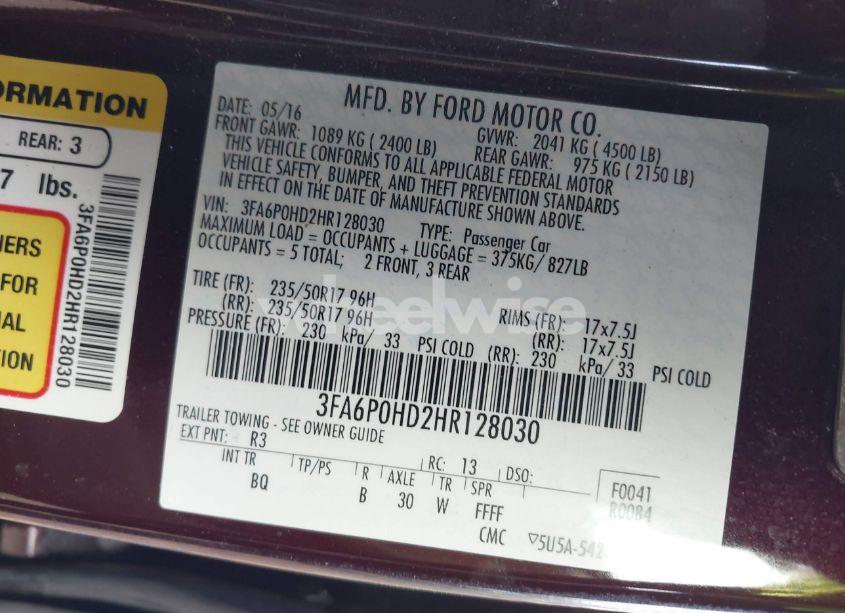 ORMATION
REAR: 3
7 lbs.
3FA6P0HD2HR128030
NERS
FOR
AL
TION
MFD. BY FORD MOTOR CO.
DATE: 05/16 GVWR: 2041 KG ( 4500 LB)
FRONT GAWR: 1089 KG ( 2400 LB) REAR GAWR: 975 KG ( 2150 LB)
THIS VEHICLE CONFORMS TO ALL APPLICABLE FEDERAL MOTOR
VEHICLE SAFETY, BUMPER, AND THEFT PREVENTION STANDARDS
IN EFFECT ON THE DATE OF MANUFACTURE SHOWN ABOVE.
VIN: 3FA6P0HD2HR128030 TYPE: Passenger Car
MAXIMUM LOAD = OCCUPANTS + LUGGAGE = 375KG/ 827LB
OCCUPANTS = 5 TOTAL; 2 FRONT, 3 REAR
TIRE (FR): 235/50R17 96H RIMS (FR): 17x7.5J
(RR): 235/50R17 96H (RR): 17x7.5J
PRESSURE (FR): 230 kPa/ 33 PSI COLD (RR): 230 kPa/ 33 PSI COLD
wheelwise
3FA6P0HD2HR128030
TRAILER TOWING - SEE OWNER GUIDE
EXT PNT: R3 RC: 13 DSO:
INT TR TP/PS R AXLE TR SPR F0041
BQ B 30 W FFFF R0084
CMC ▽5U5A-542